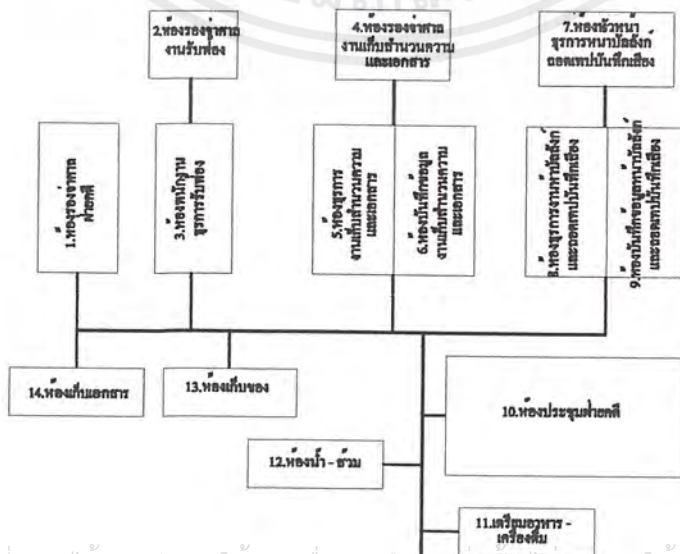 2.ห้องรองจ่าศาล
งานรับฟ้อง
4.ห้องรองจ่าศาล
งานเก็บสำนวนความ
และเอกสาร
7.ห้องหัวหน้า
ธุรการหน้าบัลลังก์
ถอดเทปบันทึกเสียง
1.ห้องรองจ่าศาล
ฝ่ายคดี
3.ห้องพนักงาน
ธุรการรับฟ้อง
5.ห้องธุรการ
งานเก็บสำนวนความ
และเอกสาร
6.ห้องบันทึกข้อมูล
งานเก็บสำนวนความ
และเอกสาร
8.ห้องธุรการงานหน้าบัลลังก์
และถอดเทปบันทึกเสียง
9.ห้องบันทึกข้อมูลหน้าบัลลังก์
และถอดเทปบันทึกเสียง
14.ห้องเก็บเอกสาร
13.ห้องเก็บของ
10.ห้องประชุมฝ่ายคดี
12.ห้องน้ำ - ส้วม
11.เตรียมอาหาร -
เครื่องดื่ม